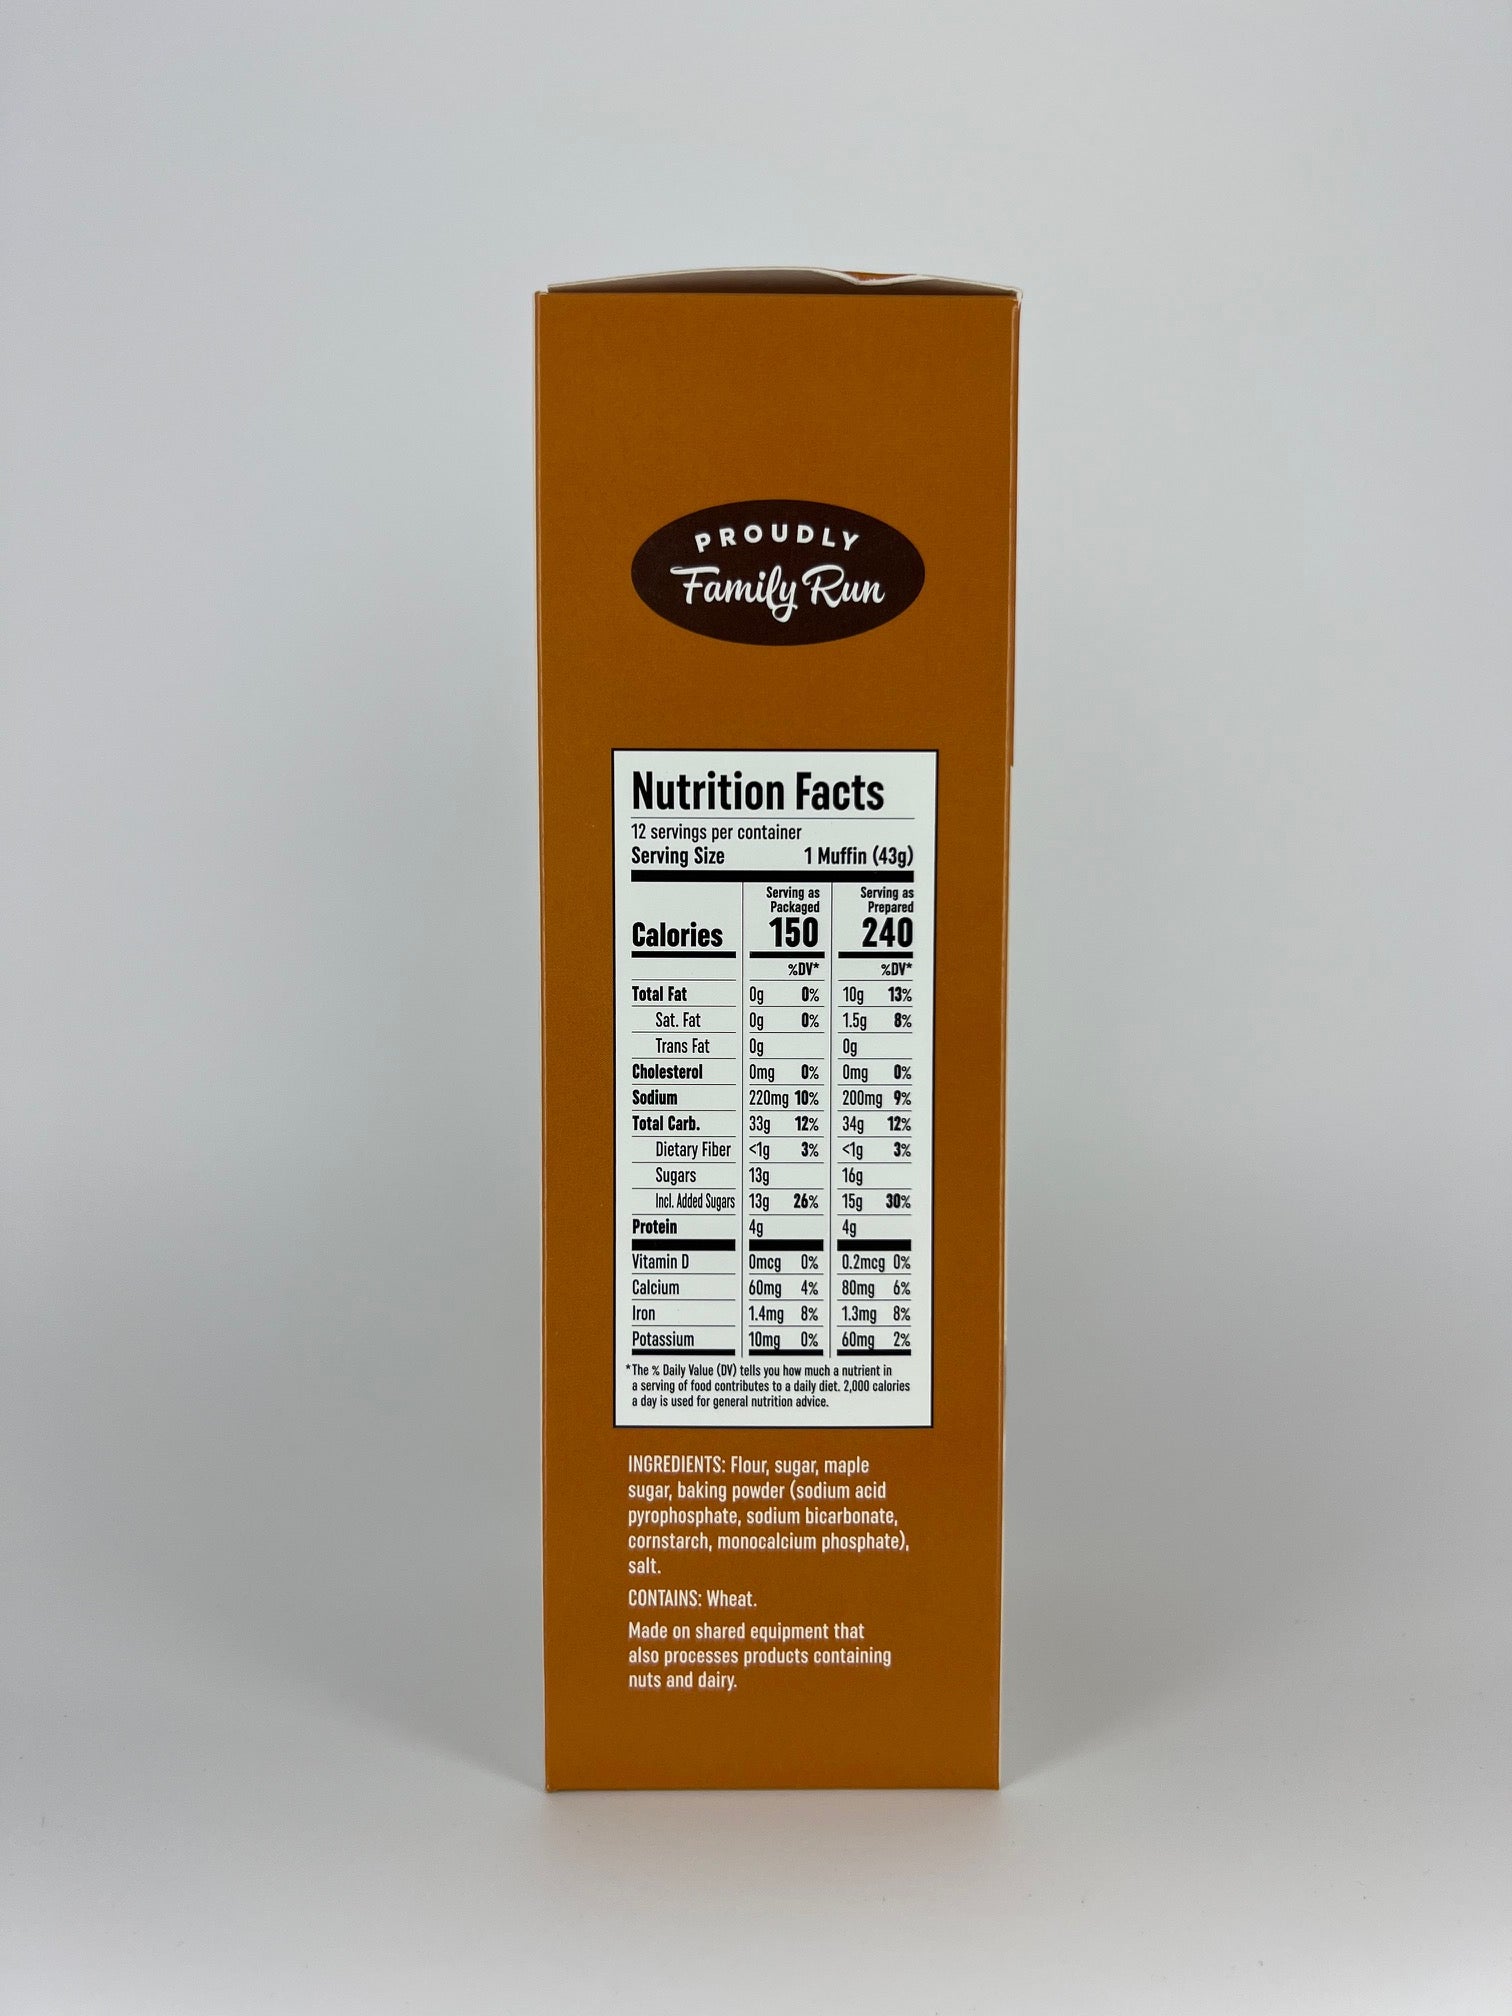 PROUDLY
Family Run
Nutrition Facts
12 servings per container
Serving Size 1 Muffin (43g)
Serving as Packaged Serving as Prepared
Calories 150 240
%DV* %DV*
Total Fat 0g 0% 10g 13%
Sat. Fat 0g 0% 1.5g 8%
Trans Fat 0g 0g
Cholesterol 0mg 0% 0mg 0%
Sodium 220mg 10% 200mg 9%
Total Carb. 33g 12% 34g 12%
Dietary Fiber <1g 3% <1g 3%
Sugars 13g 16g
Incl. Added Sugars 13g 26% 15g 30%
Protein 4g 4g
Vitamin D 0mcg 0% 0.2mcg 0%
Calcium 60mg 4% 80mg 6%
Iron 1.4mg 8% 1.3mg 8%
Potassium 10mg 0% 60mg 2%
*The % Daily Value (DV) tells you how much a nutrient in
a serving of food contributes to a daily diet. 2,000 calories
a day is used for general nutrition advice.
INGREDIENTS: Flour, sugar, maple
sugar, baking powder (sodium acid
pyrophosphate, sodium bicarbonate,
cornstarch, monocalcium phosphate),
salt.
CONTAINS: Wheat.
Made on shared equipment that
also processes products containing
nuts and dairy.